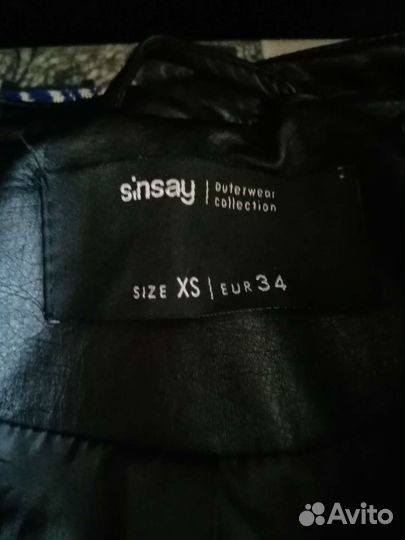 sinsay | outerwear
collection
SIZE XS | EUR 34
Avito